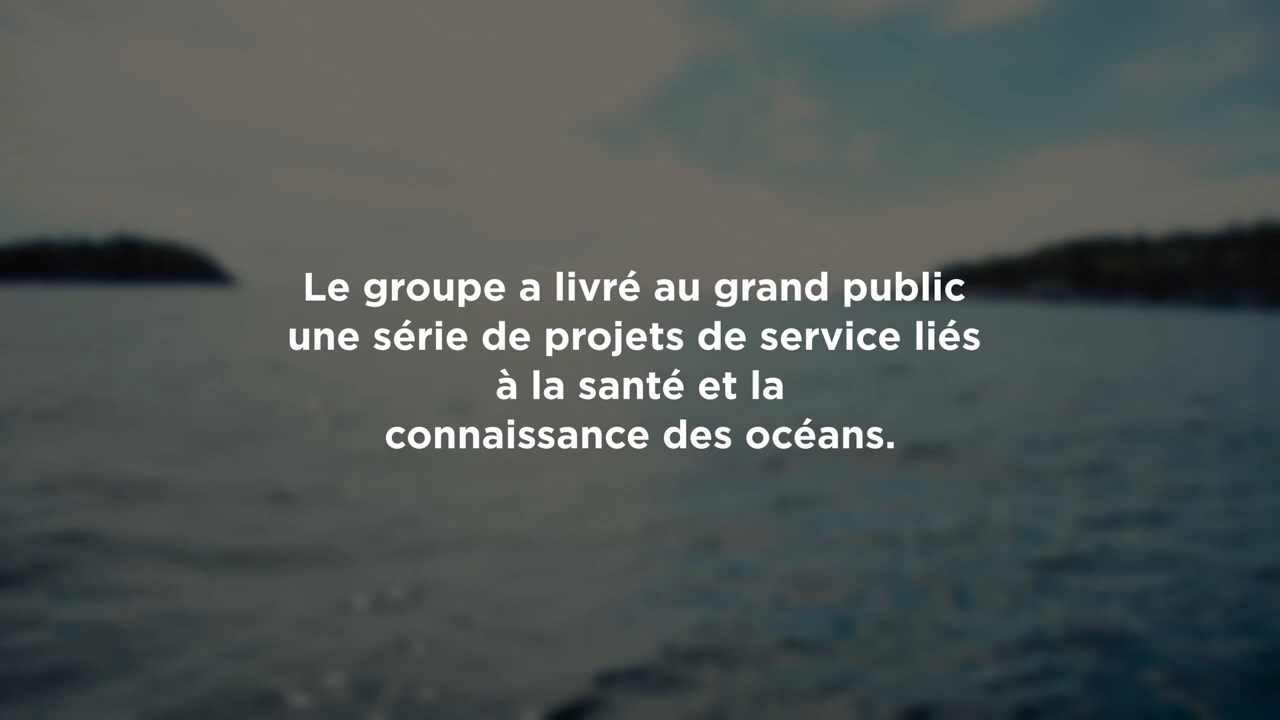 Le groupe a livré au grand public
une série de projets de service liés
à la santé et la
connaissance des océans.